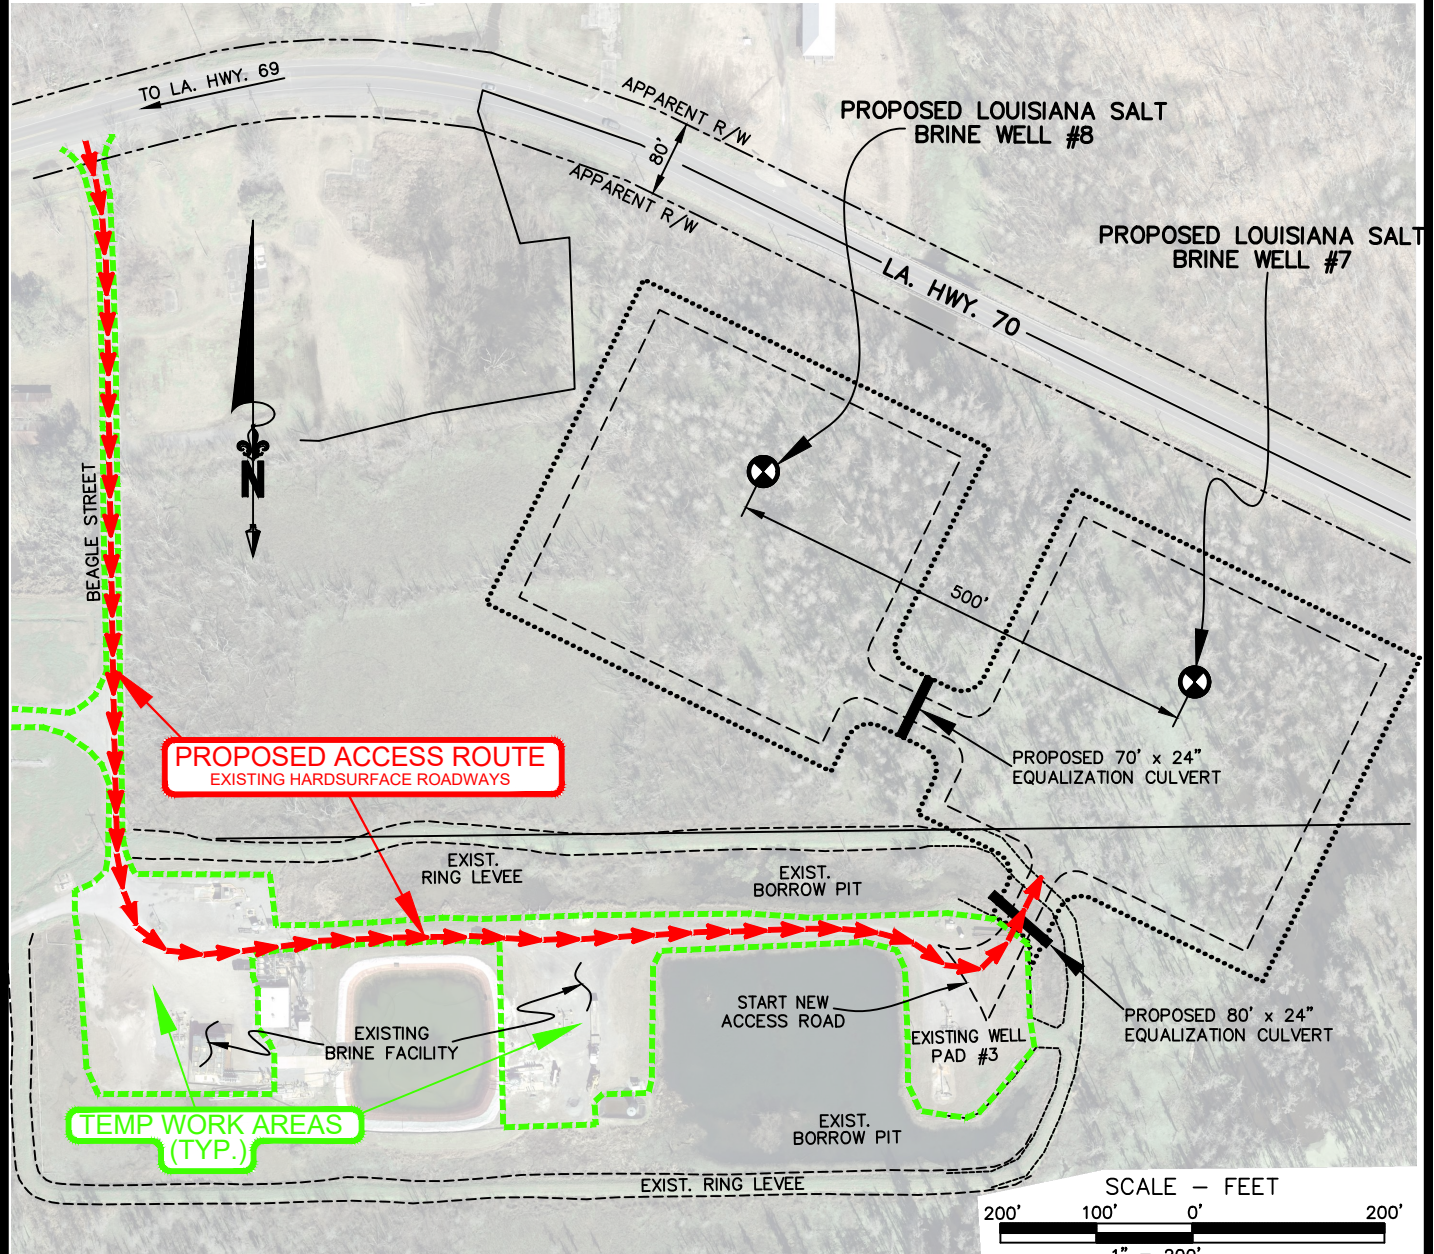 TO LA. HWY. 69
APPARENT R/W
80'
APPARENT R/W
PROPOSED LOUISIANA SALT
BRINE WELL #8
PROPOSED LOUISIANA SALT
BRINE WELL #7
LA. HWY. 70
N
BEAGLE STREET
500'
PROPOSED ACCESS ROUTE
EXISTING HARDSURFACE ROADWAYS
PROPOSED 70' x 24"
EQUALIZATION CULVERT
EXIST.
RING LEVEE
EXIST.
BORROW PIT
START NEW
ACCESS ROAD
EXISTING
BRINE FACILITY
EXISTING WELL
PAD #3
PROPOSED 80' x 24"
EQUALIZATION CULVERT
TEMP WORK AREAS
(TYP.)
EXIST.
BORROW PIT
EXIST. RING LEVEE
SCALE - FEET
200' 100' 0' 200'
1" = 200'